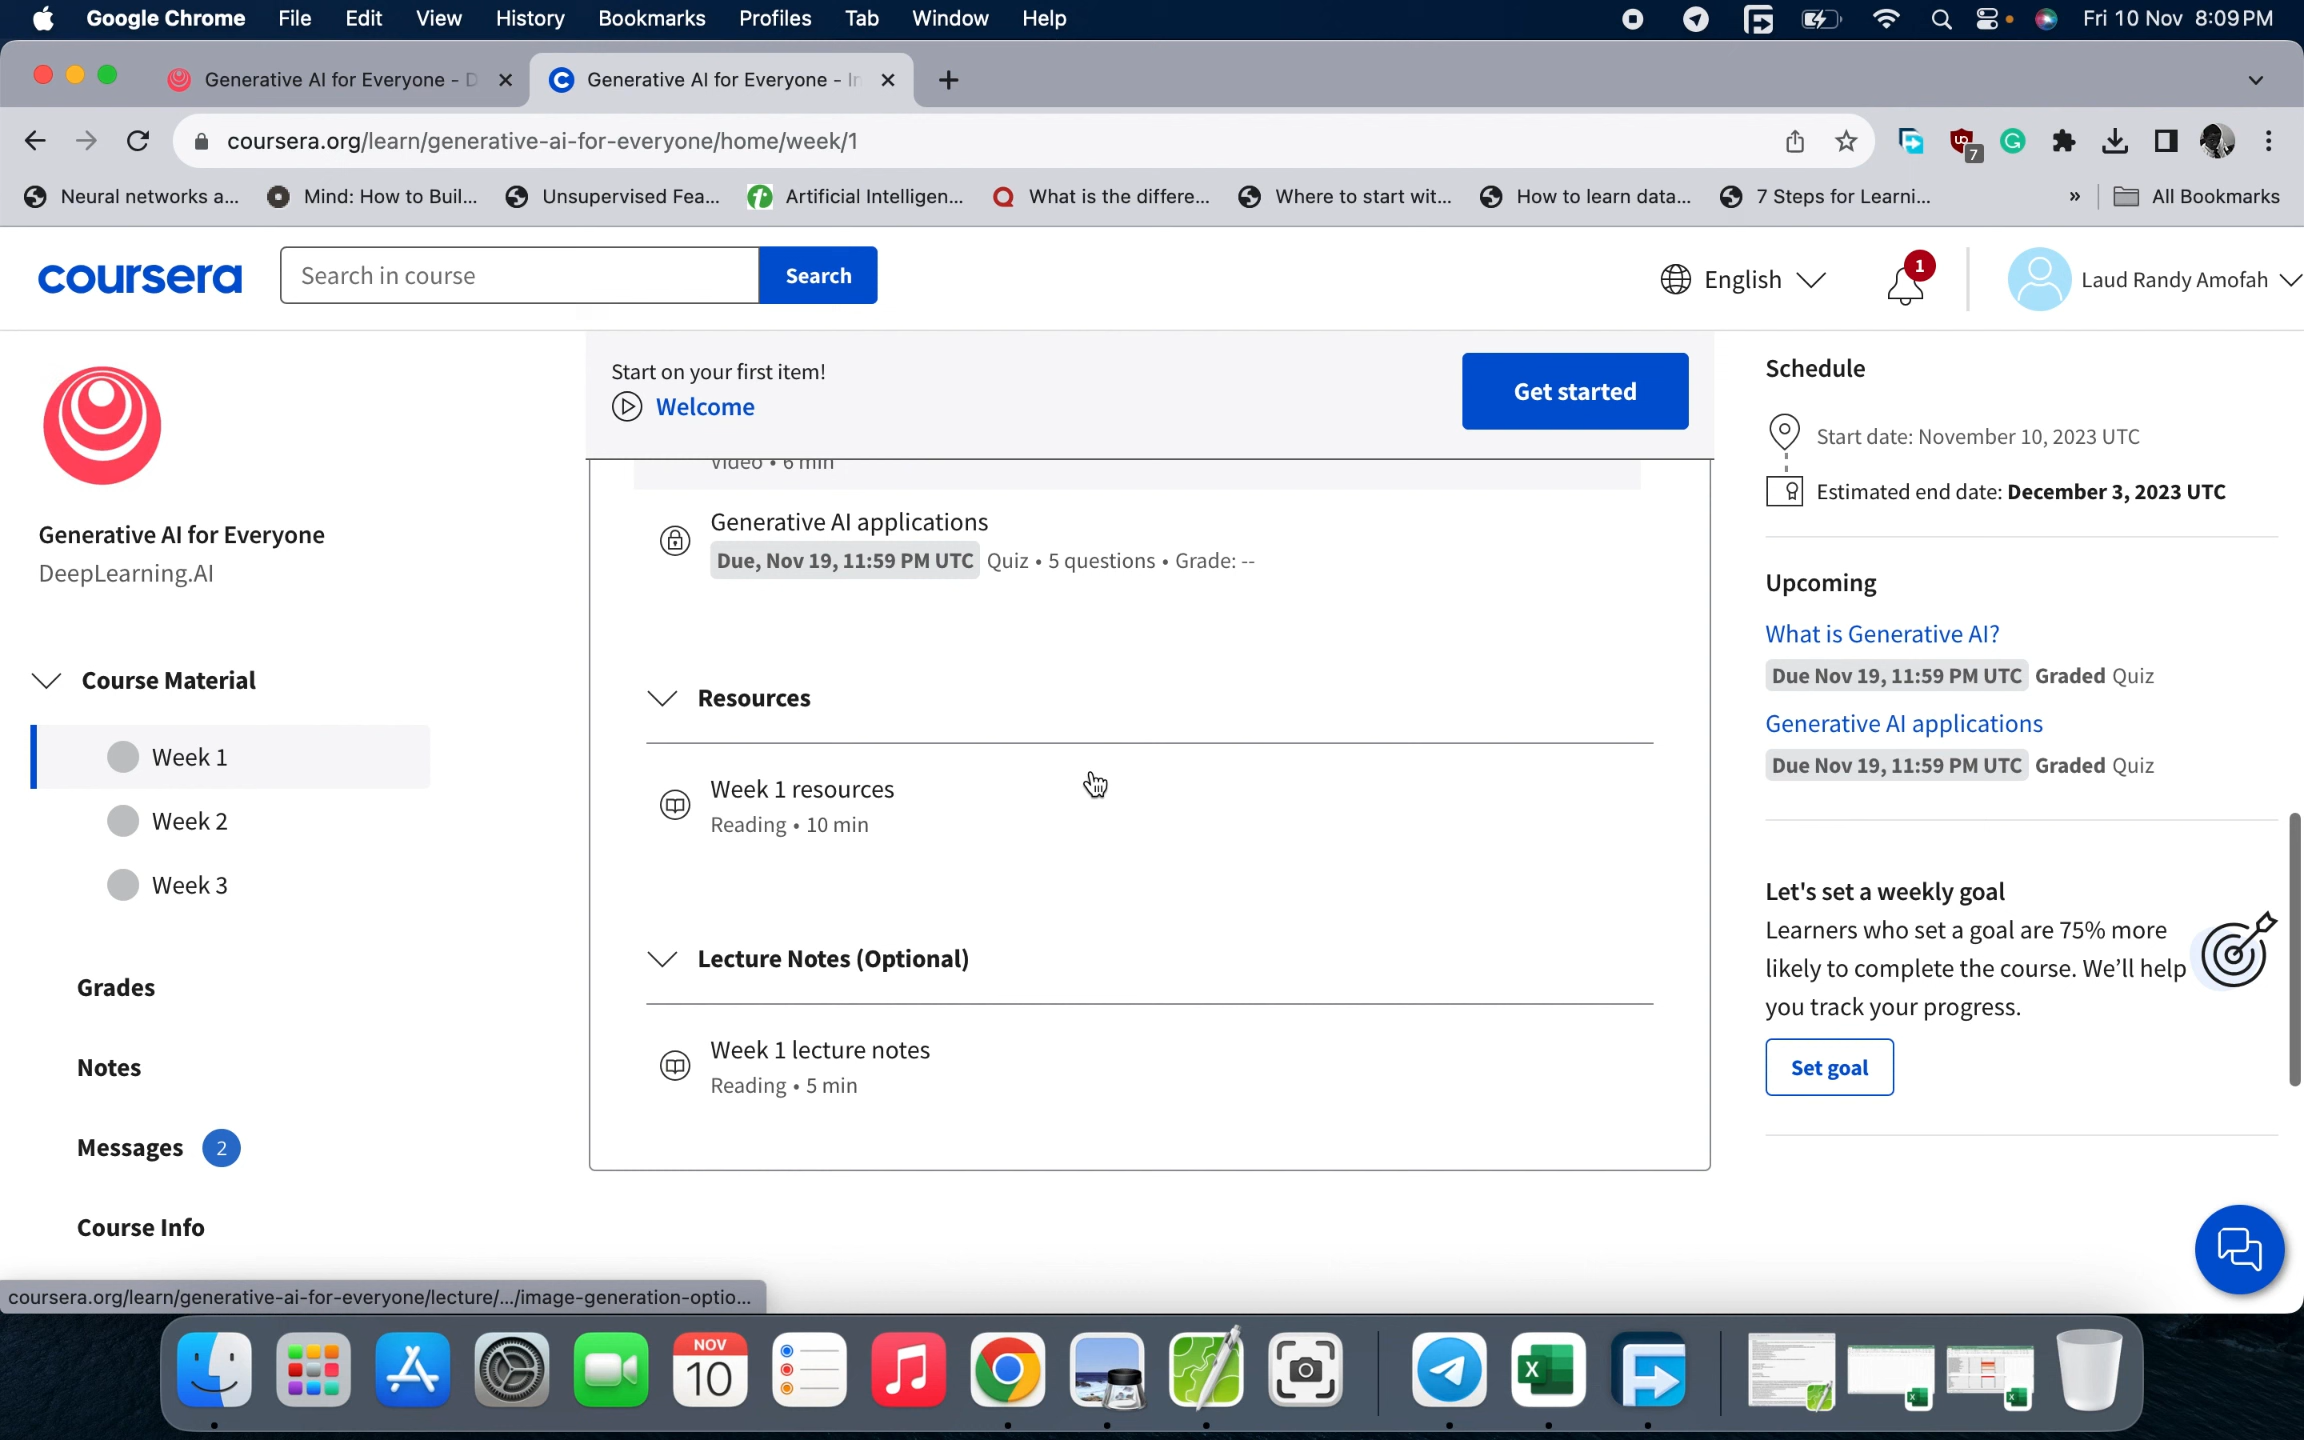 Google Chrome File Edit View History Bookmarks Profiles Tab Window Help Fri 10 Nov 8:09 PM
Generative AI for Everyone - D
Generative AI for Everyone - In
coursera.org/learn/generative-ai-for-everyone/home/week/1
7
Neural networks a...
Mind: How to Buil...
Unsupervised Fea...
Artificial Intelligen...
What is the differe...
Where to start wit...
How to learn data...
7 Steps for Learni...
»
All Bookmarks
coursera
Search in course
Search
English
1
Laud Randy Amofah
Generative AI for Everyone
DeepLearning.AI
Course Material
Week 1
Week 2
Week 3
Grades
Notes
Messages 2
Course Info
Start on your first item!
Welcome
Get started
Video • 6 min
Generative AI applications
Due, Nov 19, 11:59 PM UTC Quiz • 5 questions • Grade: --
Resources
Week 1 resources
Reading • 10 min
Lecture Notes (Optional)
Week 1 lecture notes
Reading • 5 min
Schedule
Start date: November 10, 2023 UTC
Estimated end date: December 3, 2023 UTC
Upcoming
What is Generative AI?
Due Nov 19, 11:59 PM UTC Graded Quiz
Generative AI applications
Due Nov 19, 11:59 PM UTC Graded Quiz
Let's set a weekly goal
Learners who set a goal are 75% more
likely to complete the course. We’ll help
you track your progress.
Set goal
coursera.org/learn/generative-ai-for-everyone/lecture/.../image-generation-optio...
NOV
10